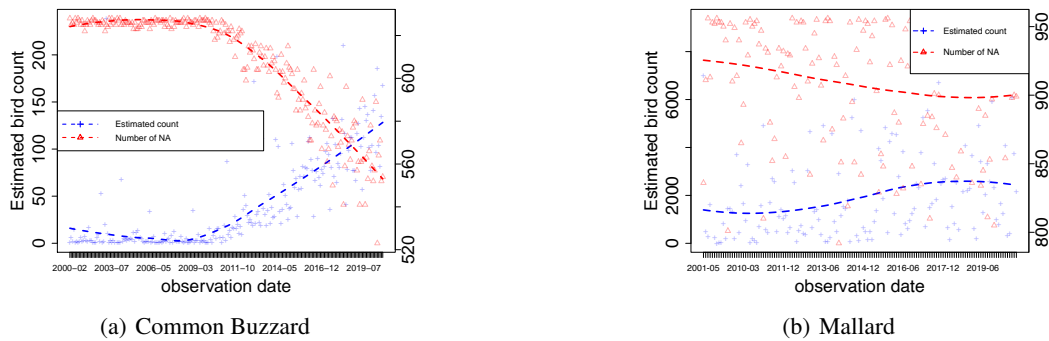 Estimated bird count
0
50
100
150
200
520
560
600
Estimated count
Number of NA
2000−02 2003−07 2006−05 2009−03 2011−10 2014−05 2016−12 2019−07
observation date
(a) Common Buzzard
Estimated bird count
0
2000
6000
800
850
900
950
Estimated count
Number of NA
2001−05 2010−03 2011−12 2013−06 2014−12 2016−06 2017−12 2019−06
observation date
(b) Mallard